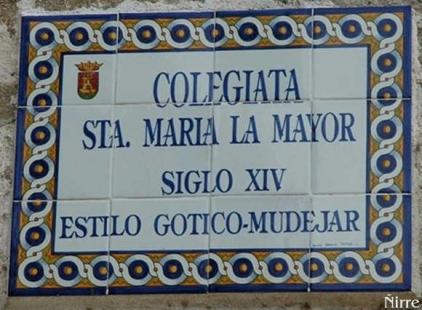 COLEGIATA
STA. MARIA LA MAYOR
SIGLO XIV
ESTILO GOTICO-MUDEJAR
Ñirre